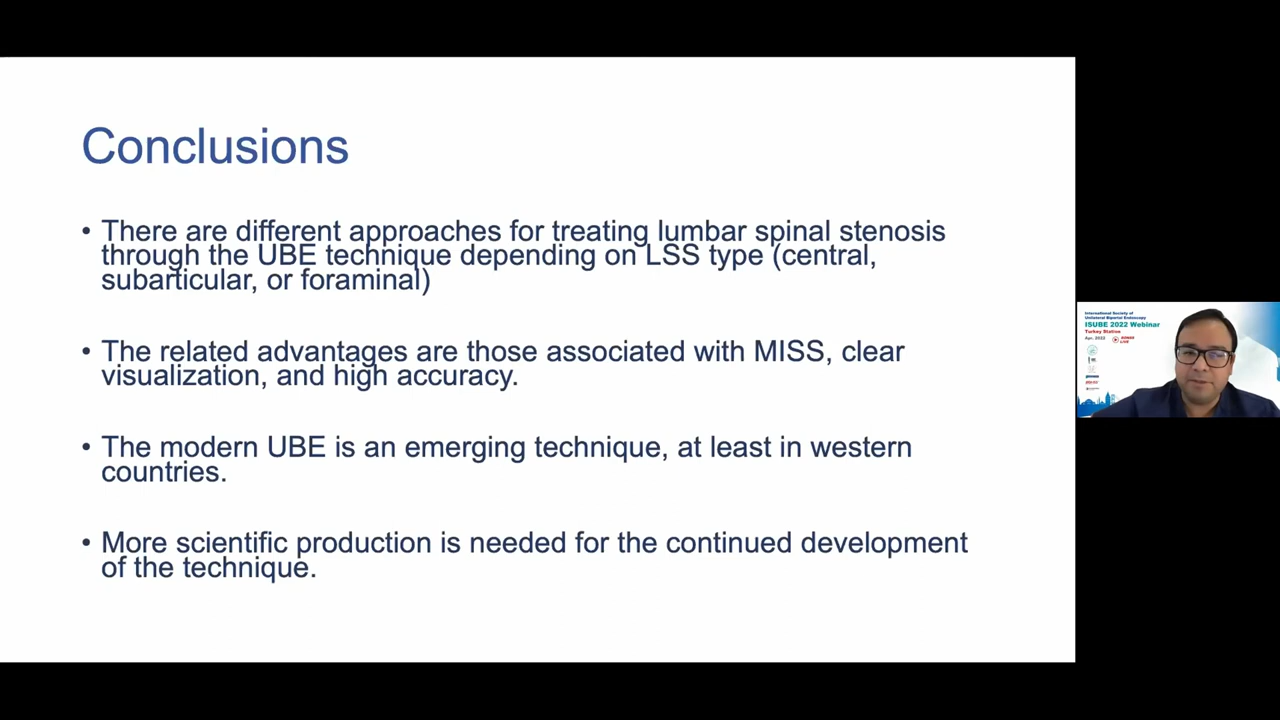 Conclusions
• There are different approaches for treating lumbar spinal stenosis
through the UBE technique depending on LSS type (central,
subarticular, or foraminal)
• The related advantages are those associated with MISS, clear
visualization, and high accuracy.
• The modern UBE is an emerging technique, at least in western
countries.
• More scientific production is needed for the continued development
of the technique.
International Society of
Unilateral Biportal Endoscopy
ISUBE 2022 Webinar
Turkey Station
Apr. 2022